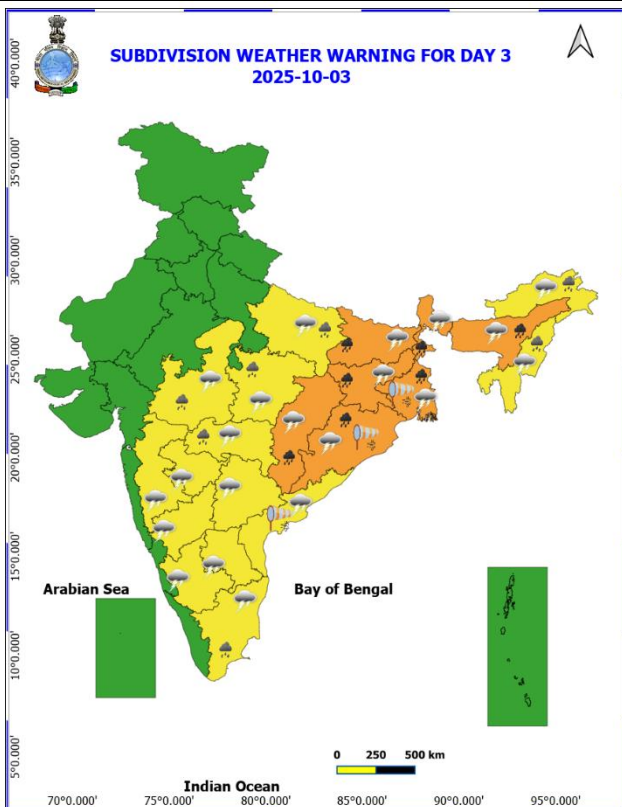 SUBDIVISION WEATHER WARNING FOR DAY 3
2025-10-03
40°0.000'
35°0.000'
30°0.000'
25°0.000'
20°0.000'
15°0.000'
10°0.000'
5°0.000'
Arabian Sea
Bay of Bengal
0 250 500 km
Indian Ocean
70°0.000' 75°0.000' 80°0.000' 85°0.000' 90°0.000' 95°0.000'